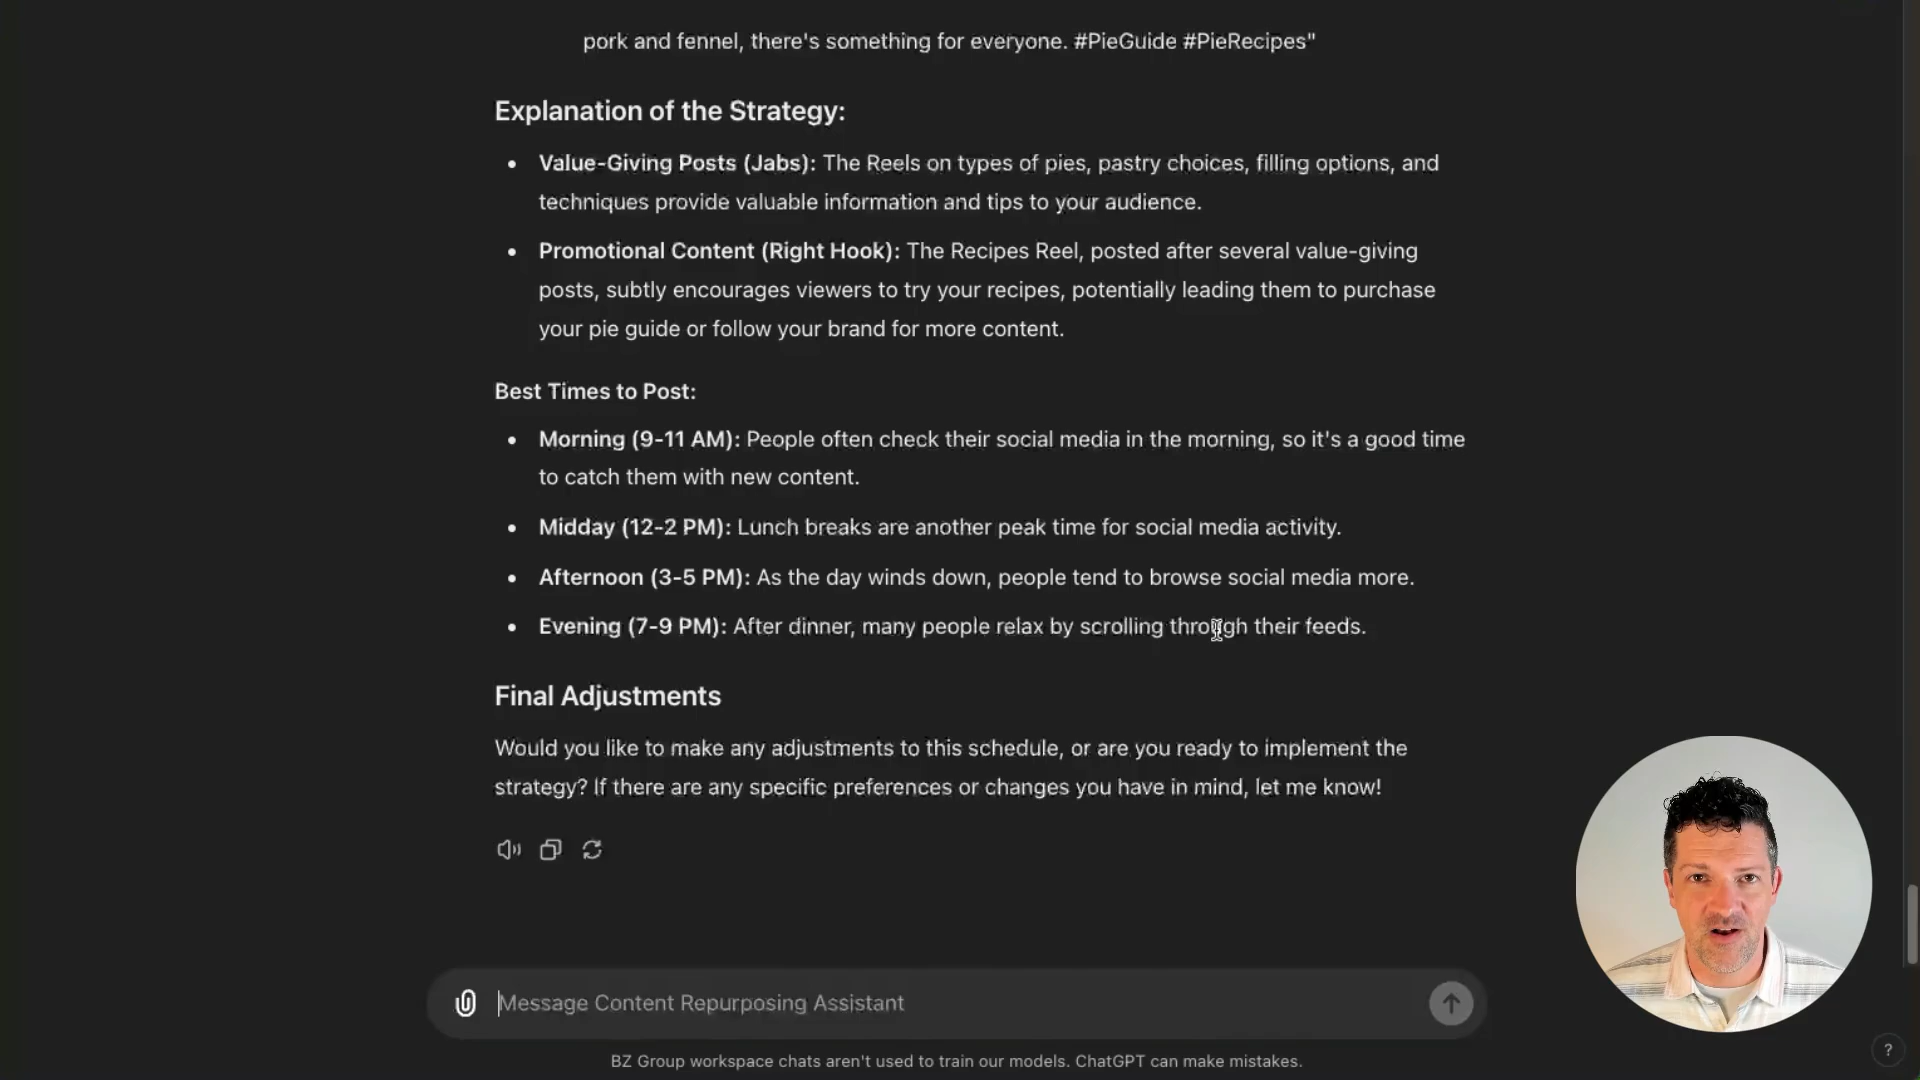 pork and fennel, there's something for everyone. #PieGuide #PieRecipes"
Explanation of the Strategy:
• Value-Giving Posts (Jabs): The Reels on types of pies, pastry choices, filling options, and
techniques provide valuable information and tips to your audience.
• Promotional Content (Right Hook): The Recipes Reel, posted after several value-giving
posts, subtly encourages viewers to try your recipes, potentially leading them to purchase
your pie guide or follow your brand for more content.
Best Times to Post:
• Morning (9-11 AM): People often check their social media in the morning, so it's a good time
to catch them with new content.
• Midday (12-2 PM): Lunch breaks are another peak time for social media activity.
• Afternoon (3-5 PM): As the day winds down, people tend to browse social media more.
• Evening (7-9 PM): After dinner, many people relax by scrolling through their feeds.
Final Adjustments
Would you like to make any adjustments to this schedule, or are you ready to implement the
strategy? If there are any specific preferences or changes you have in mind, let me know!
Message Content Repurposing Assistant
BZ Group workspace chats aren't used to train our models. ChatGPT can make mistakes.
?